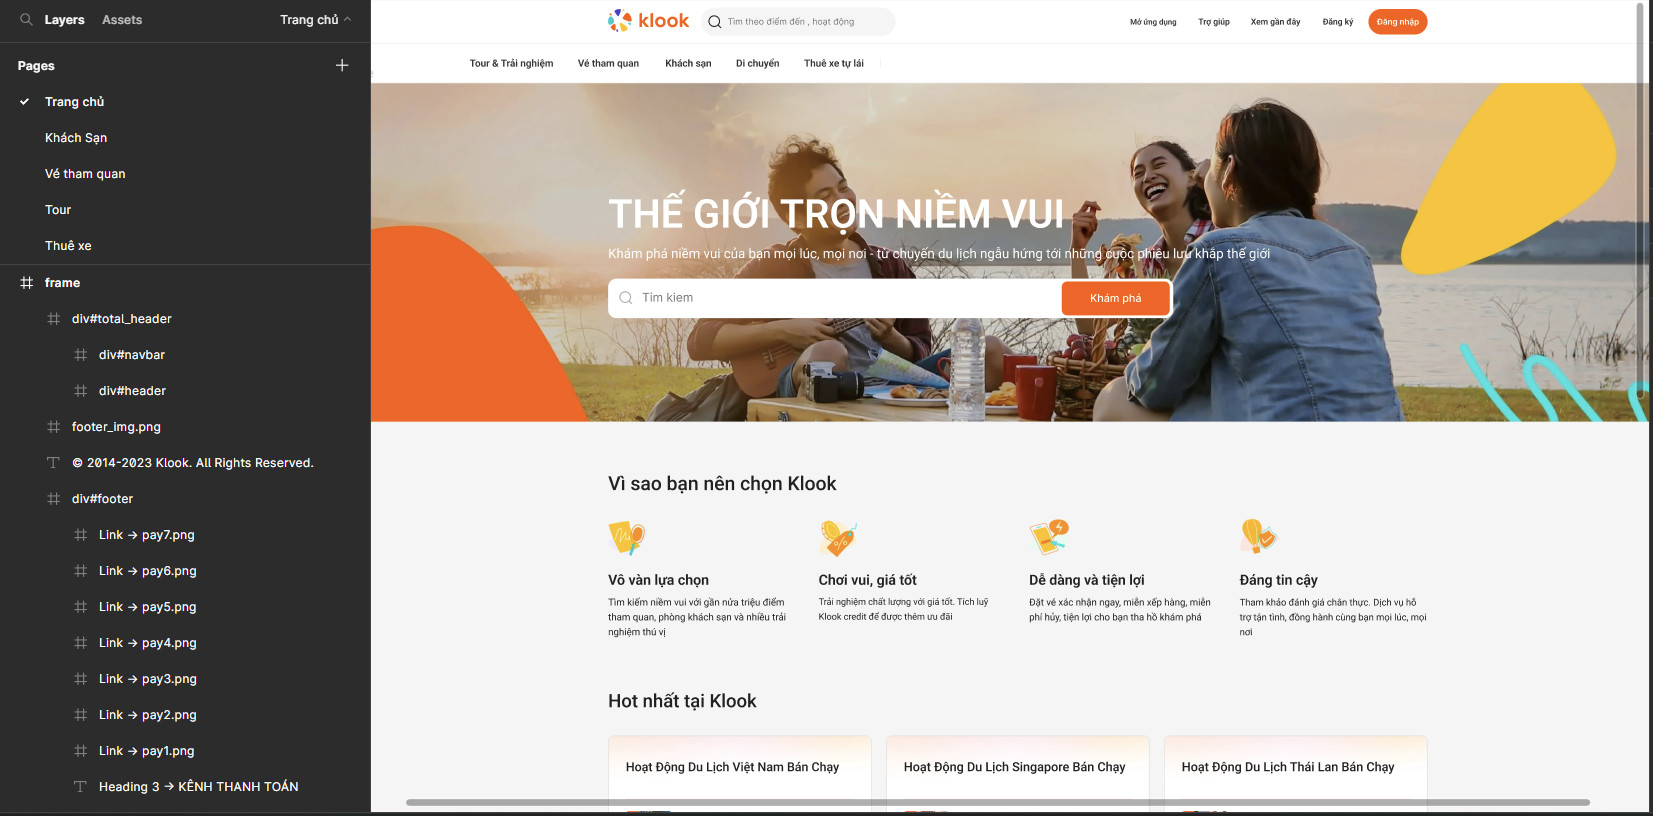 Layers Assets Trang chủ
Pages
Trang chủ
Khách Sạn
Vé tham quan
Tour
Thuê xe
frame
div#total_header
div#navbar
div#header
footer_img.png
© 2014-2023 Klook. All Rights Reserved.
div#footer
Link → pay7.png
Link → pay6.png
Link → pay5.png
Link → pay4.png
Link → pay3.png
Link → pay2.png
Link → pay1.png
Heading 3 → KÊNH THANH TOÁN
klook
Tìm theo điểm đến , hoạt động
Mở ứng dụng Trợ giúp Xem gần đây Đăng ký Đăng nhập
Tour & Trải nghiệm Vé tham quan Khách sạn Di chuyển Thuê xe tự lái
THẾ GIỚI TRỌN NIỀM VUI
Khám phá niềm vui của bạn mọi lúc, mọi nơi - từ chuyến du lịch ngẫu hứng tới những cuộc phiêu lưu khắp thế giới
Tìm kiem Khám phá
Vì sao bạn nên chọn Klook
Vô vàn lựa chọn
Tìm kiếm niềm vui với gần nửa triệu điểm
tham quan, phòng khách sạn và nhiều trải
nghiệm thú vị
Chơi vui, giá tốt
Trải nghiệm chất lượng với giá tốt. Tích luỹ
Klook credit để được thêm ưu đãi
Dễ dàng và tiện lợi
Đặt vé xác nhận ngay, miễn xếp hàng, miễn
phí hủy, tiện lợi cho bạn tha hồ khám phá
Đáng tin cậy
Tham khảo đánh giá chân thực. Dịch vụ hỗ
trợ tận tình, đồng hành cùng bạn mọi lúc, mọi
nơi
Hot nhất tại Klook
Hoạt Động Du Lịch Việt Nam Bán Chạy
Hoạt Động Du Lịch Singapore Bán Chạy
Hoạt Động Du Lịch Thái Lan Bán Chạy